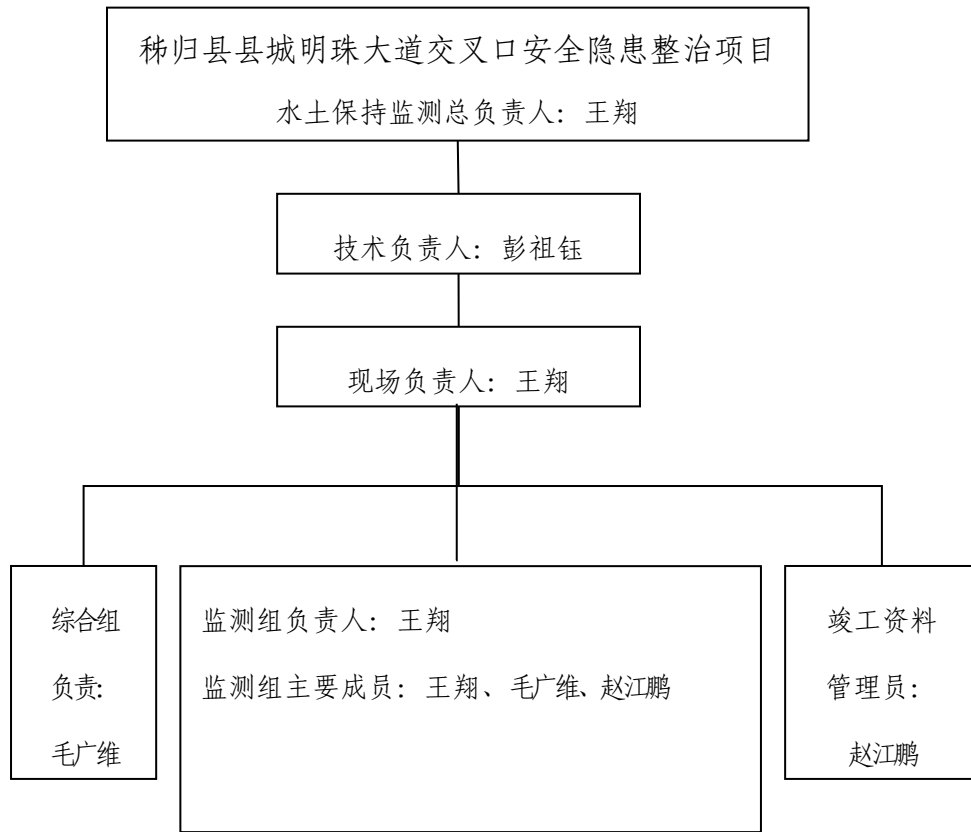 秭归县县城明珠大道交叉口安全隐患整治项目
水土保持监测总负责人：王翔
技术负责人：彭祖钰
现场负责人：王翔
综合组
负责：
毛广维
监测组负责人：王翔
监测组主要成员：王翔、毛广维、赵江鹏
竣工资料
管理员：
赵江鹏